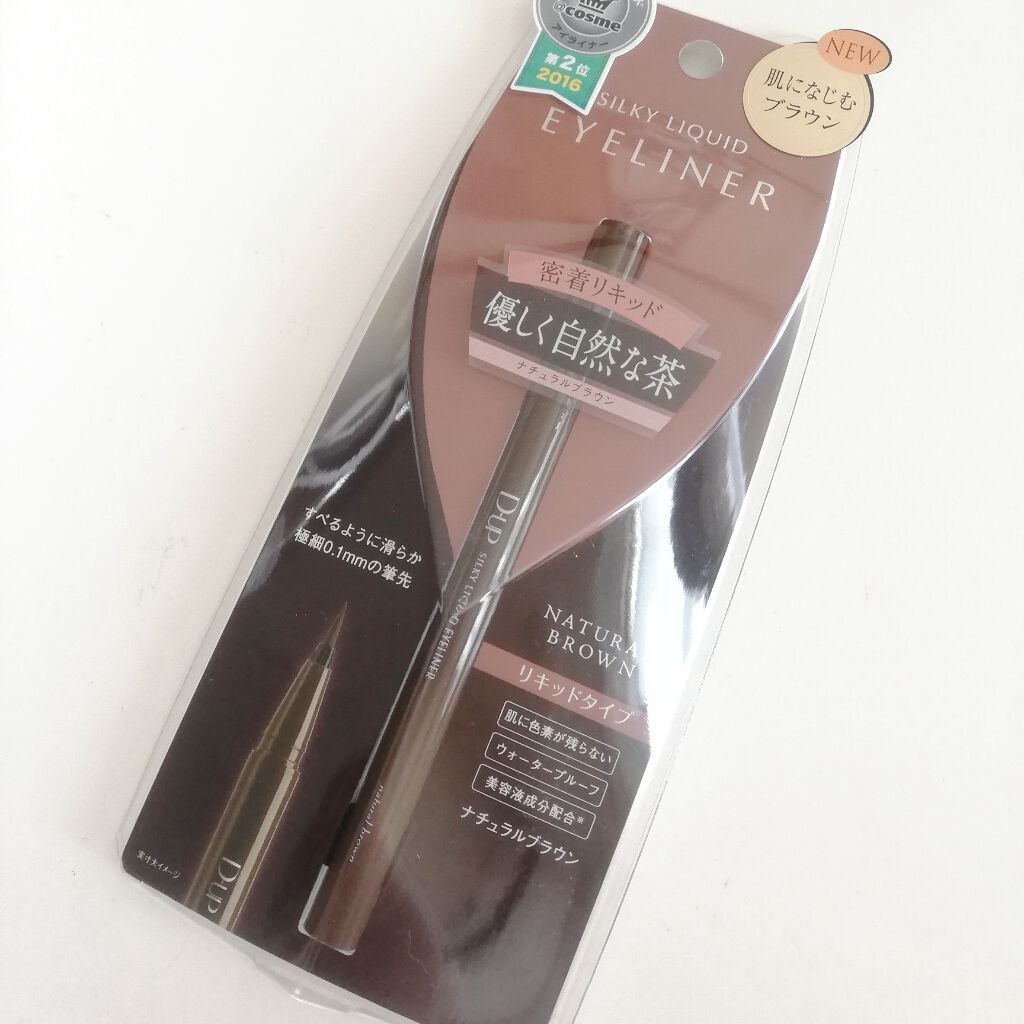 @cosme
アイライナー
第2位
2016
NEW
肌になじむ
ブラウン
SILKY LIQUID
EYELINER
密着リキッド
優しく自然な茶
ナチュラルブラウン
D-UP SILKY LIQUID EYELINER
natural brown
すべるように滑らか
極細0.1mmの筆先
NATURAL
BROWN
リキッドタイプ
肌に色素が残らない
ウォータープルーフ
美容液成分配合※
ナチュラルブラウン
実寸大イメージ
D-UP